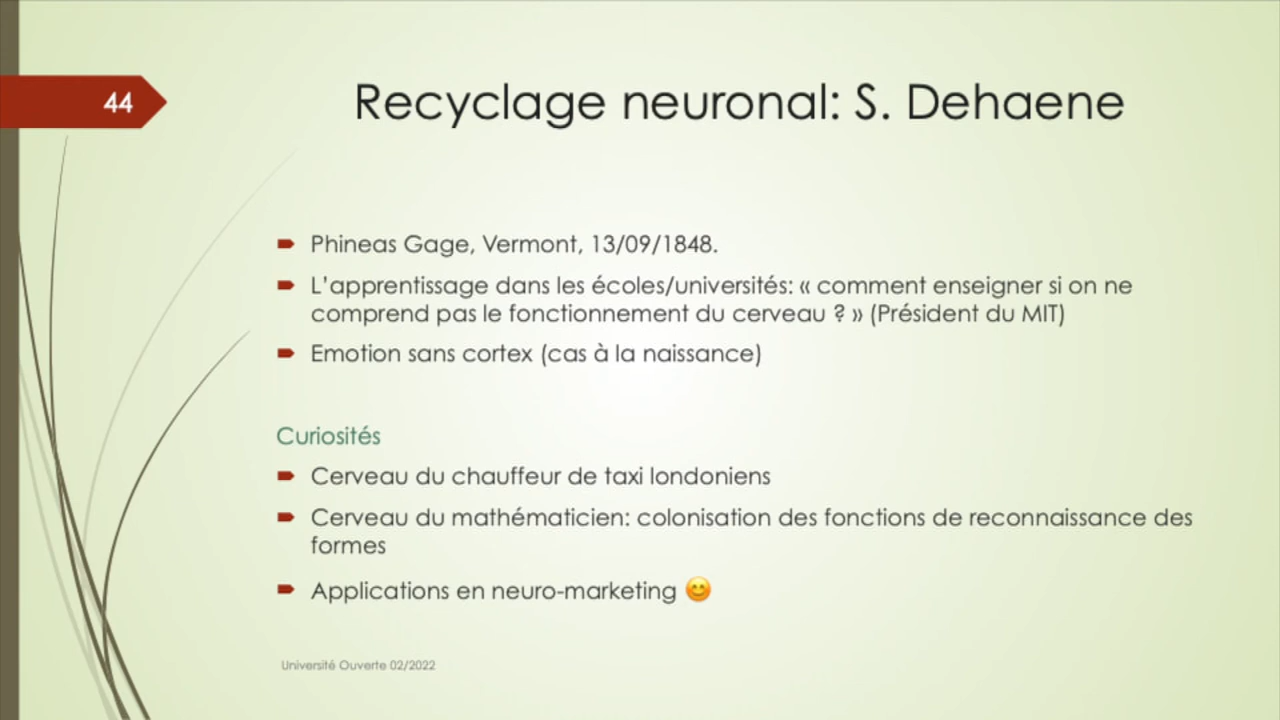 44
Recyclage neuronal: S. Dehaene
Phineas Gage, Vermont, 13/09/1848.
L’apprentissage dans les écoles/universités: « comment enseigner si on ne
comprend pas le fonctionnement du cerveau ? » (Président du MIT)
Emotion sans cortex (cas à la naissance)
Curiosités
Cerveau du chauffeur de taxi londoniens
Cerveau du mathématicien: colonisation des fonctions de reconnaissance des
formes
Applications en neuro-marketing 😊
Université Ouverte 02/2022